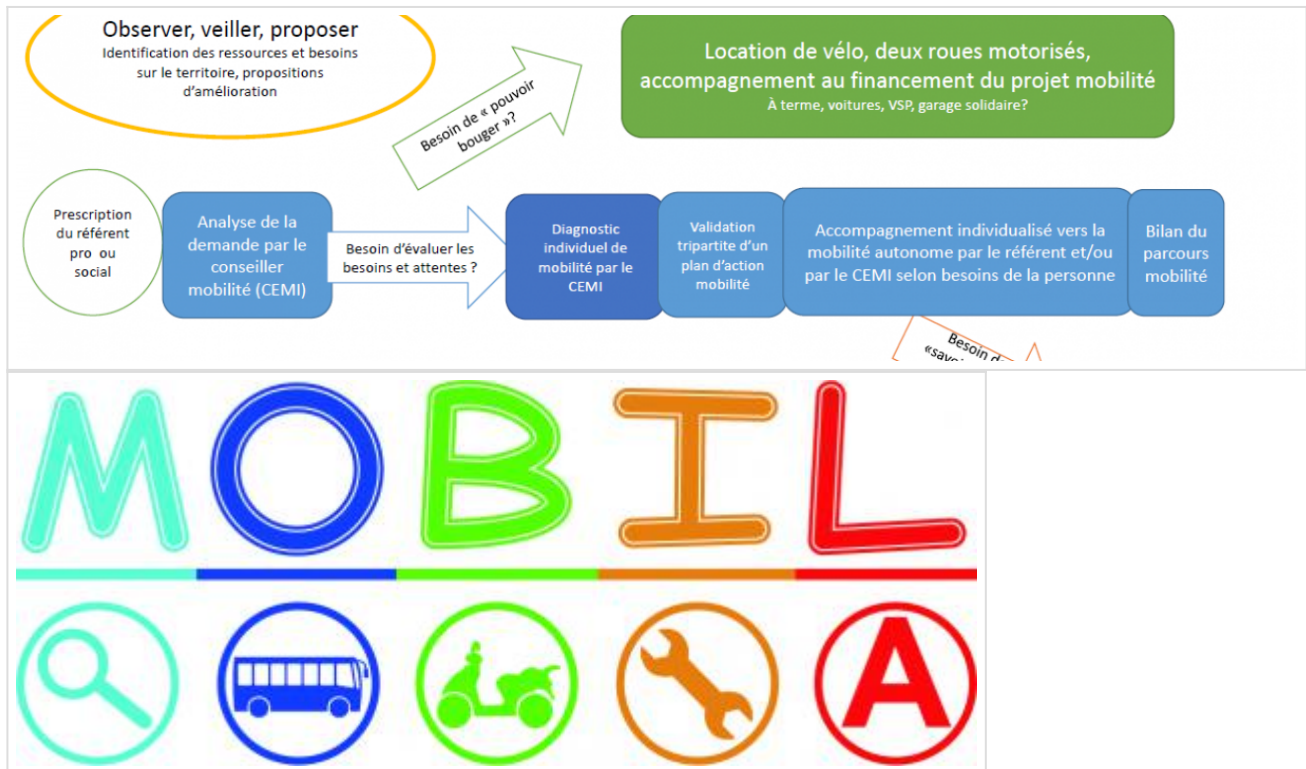 Observer, veiller, proposer
Identification des ressources et besoins
sur le territoire, propositions
d'amélioration
Besoin de « pouvoir
bouger »?
Location de vélo, deux roues motorisés,
accompagnement au financement du projet mobilité
À terme, voitures, VSP, garage solidaire?
Prescription
du référent
pro ou
social
Analyse de la
demande par le
conseiller
mobilité (CEMI)
Besoin d'évaluer les
besoins et attentes ?
Diagnostic
individuel de
mobilité par le
CEMI
Validation
tripartite d'un
plan d'action
mobilité
Accompagnement individualisé vers la
mobilité autonome par le référent et/ou
par le CEMI selon besoins de la personne
Bilan du
parcours
mobilité
Besoin de
MOBIL
A